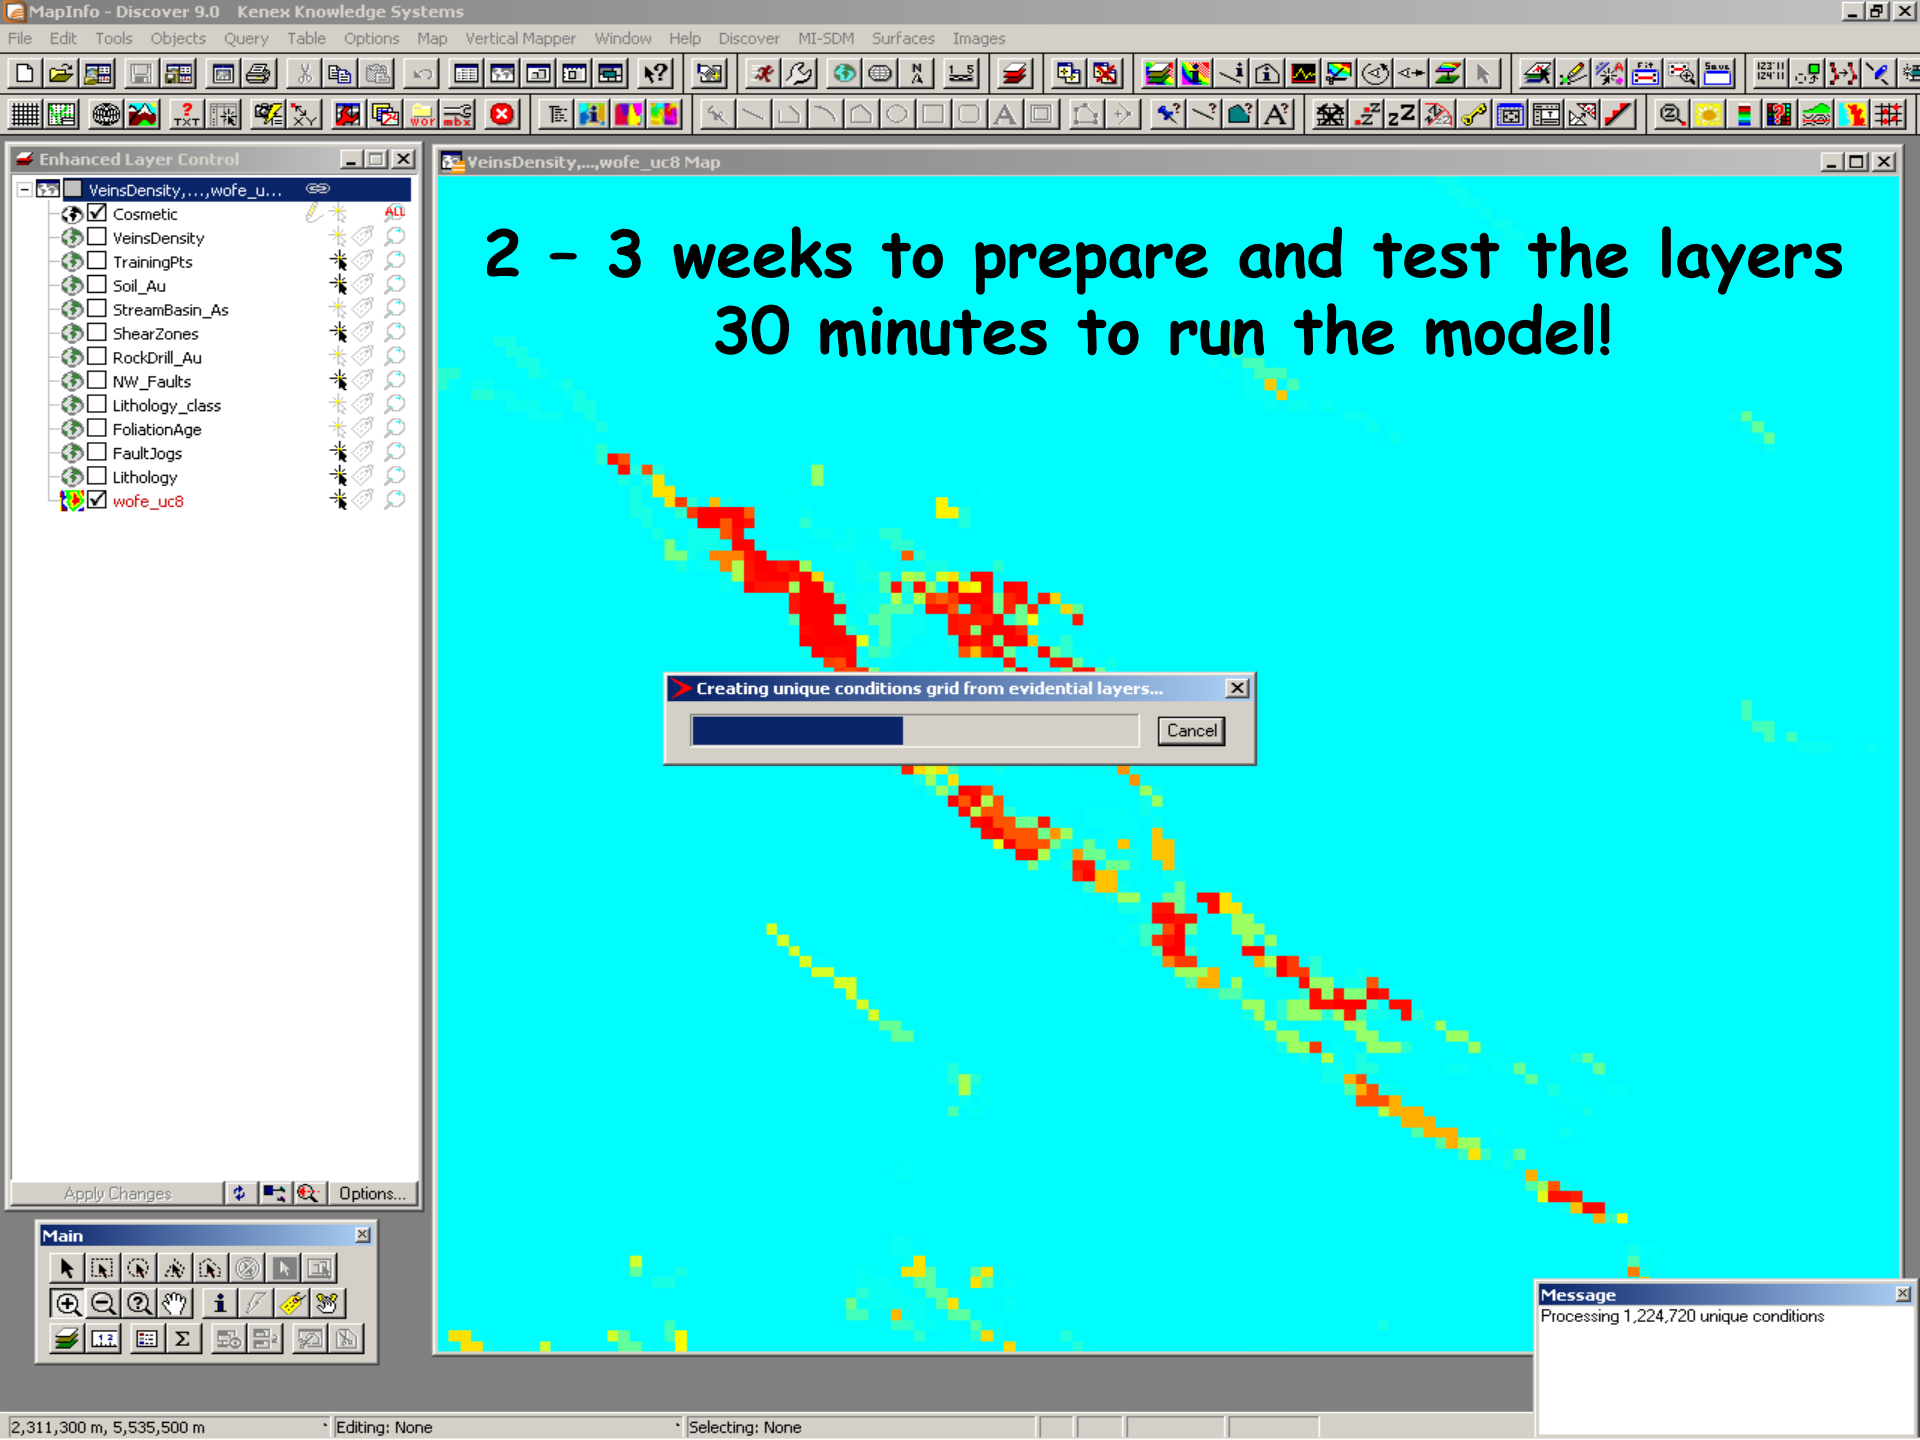 MapInfo - Discover 9.0 Kenex Knowledge Systems
File Edit Tools Objects Query Table Options Map Vertical Mapper Window Help Discover MI-SDM Surfaces Images
Enhanced Layer Control
VeinsDensity,...,wofe_u...
Cosmetic
ALL
VeinsDensity
TrainingPts
Soil_Au
StreamBasin_As
ShearZones
RockDrill_Au
NW_Faults
Lithology_class
FoliationAge
FaultJogs
Lithology
wofe_uc8
Apply Changes
Options...
VeinsDensity,...,wofe_uc8 Map
2 – 3 weeks to prepare and test the layers
30 minutes to run the model!
Creating unique conditions grid from evidential layers...
Cancel
Main
Message
Processing 1,224,720 unique conditions
2,311,300 m, 5,535,500 m
Editing: None
Selecting: None